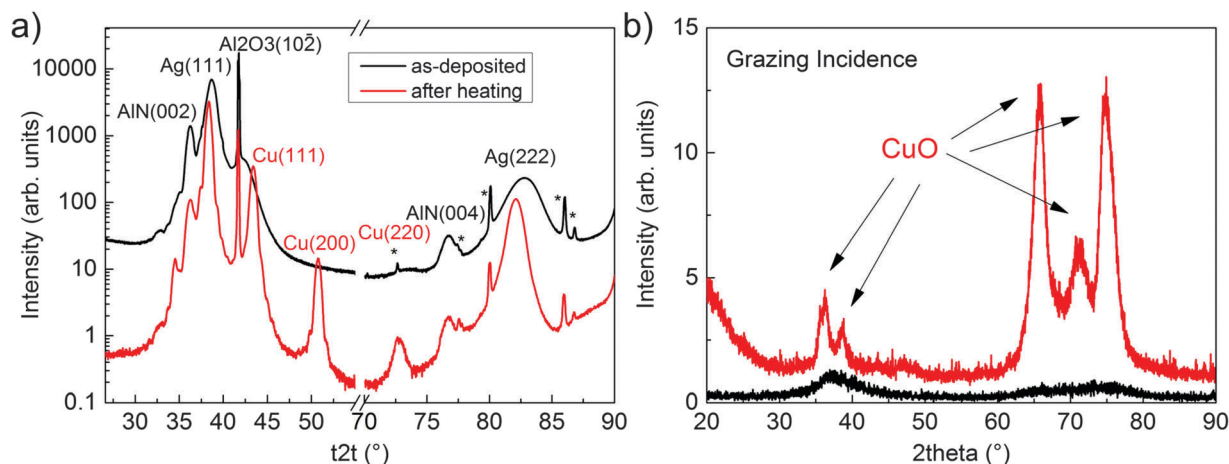 a)
Intensity (arb. units)
10000
1000
100
10
1
0.1
Al2O3(102̄)
Ag(111)
AlN(002)
as-deposited
after heating
Cu(111)
Ag(222)
*
*
*
AlN(004)
Cu(220)
*
*
Cu(200)
30 35 40 45 50 70 75 80 85 90
t2t (°)
b)
Intensity (arb. units)
15
10
5
0
Grazing Incidence
CuO
20 30 40 50 60 70 80 90
2theta (°)